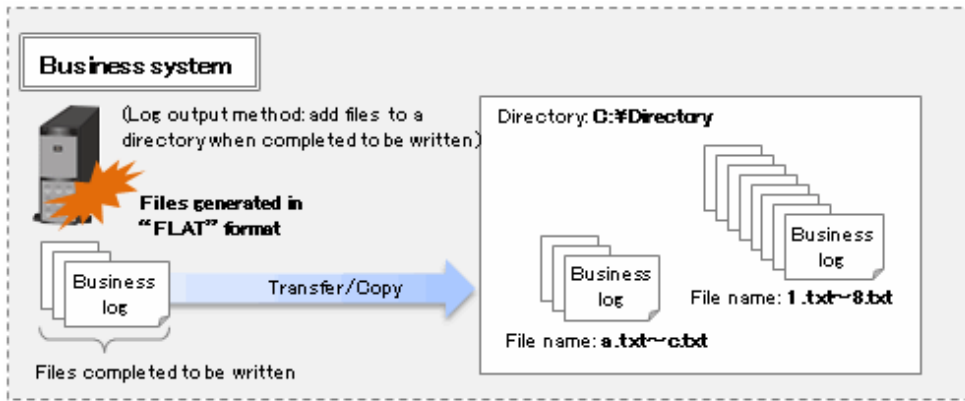 Business system
(Log output method: add files to a
directory when completed to be written)
Files generated in
“FLAT” format
Business
log
Files completed to be written
Transfer/Copy
Directory: C:¥Directory
Business
log
File name: a.txt～c.txt
Business
log
File name: 1.txt～8.txt